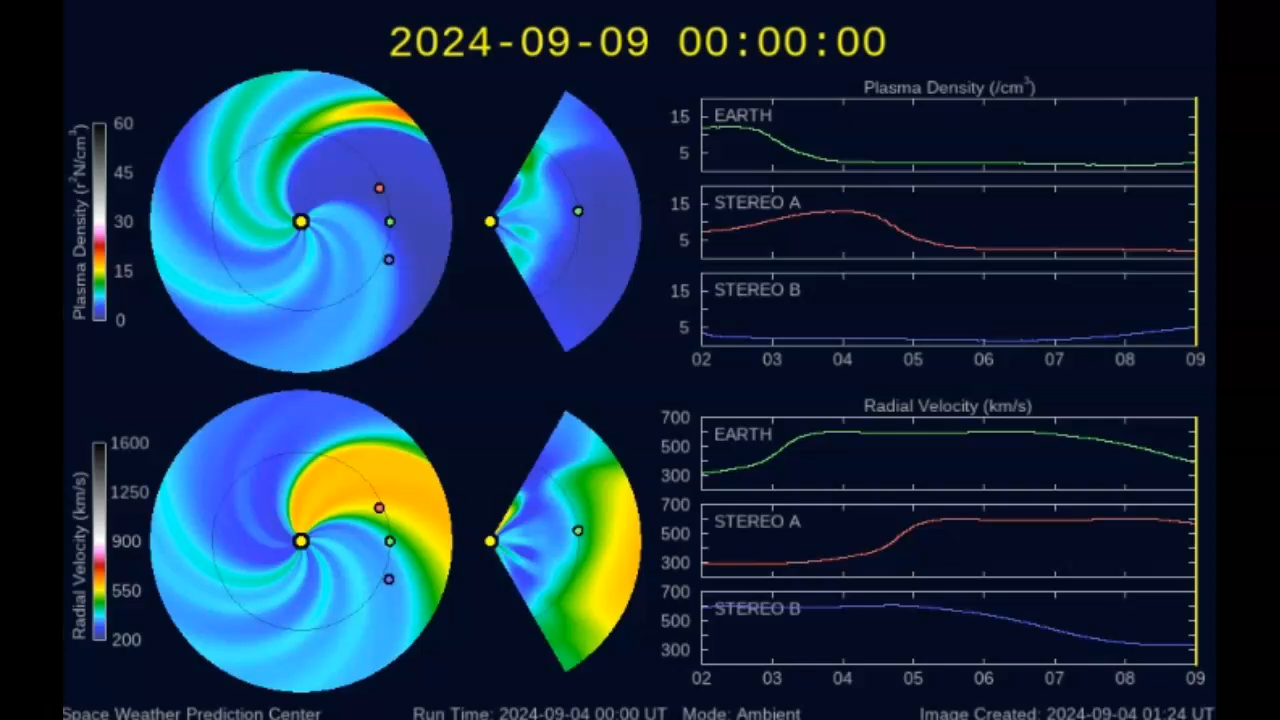 2024-09-09 00:00:00
Plasma Density (r²N/cm³)
60
45
30
15
0
Plasma Density (/cm³)
15
5
EARTH
15
5
STEREO A
15
5
STEREO B
02 03 04 05 06 07 08 09
Radial Velocity (km/s)
1600
1250
900
550
200
Radial Velocity (km/s)
700
500
300
EARTH
700
500
300
STEREO A
700
500
300
STEREO B
02 03 04 05 06 07 08 09
Space Weather Prediction Center Run Time: 2024-09-04 00:00 UT Mode: Ambient Image Created: 2024-09-04 01:24 UT